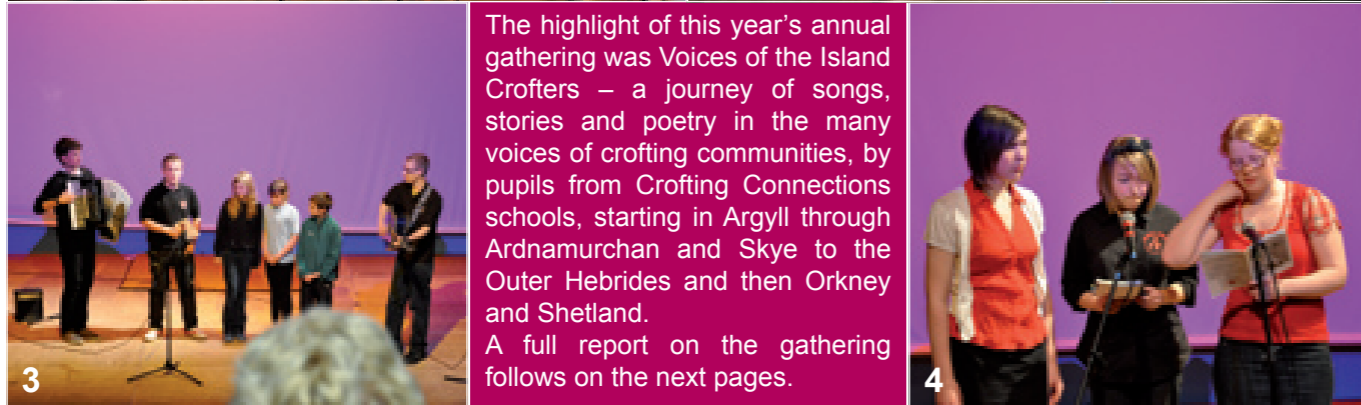 The highlight of this year’s annual
gathering was Voices of the Island
Crofters – a journey of songs,
stories and poetry in the many
voices of crofting communities, by
pupils from Crofting Connections
schools, starting in Argyll through
Ardnamurchan and Skye to the
Outer Hebrides and then Orkney
and Shetland.
A full report on the gathering
follows on the next pages.
3
4